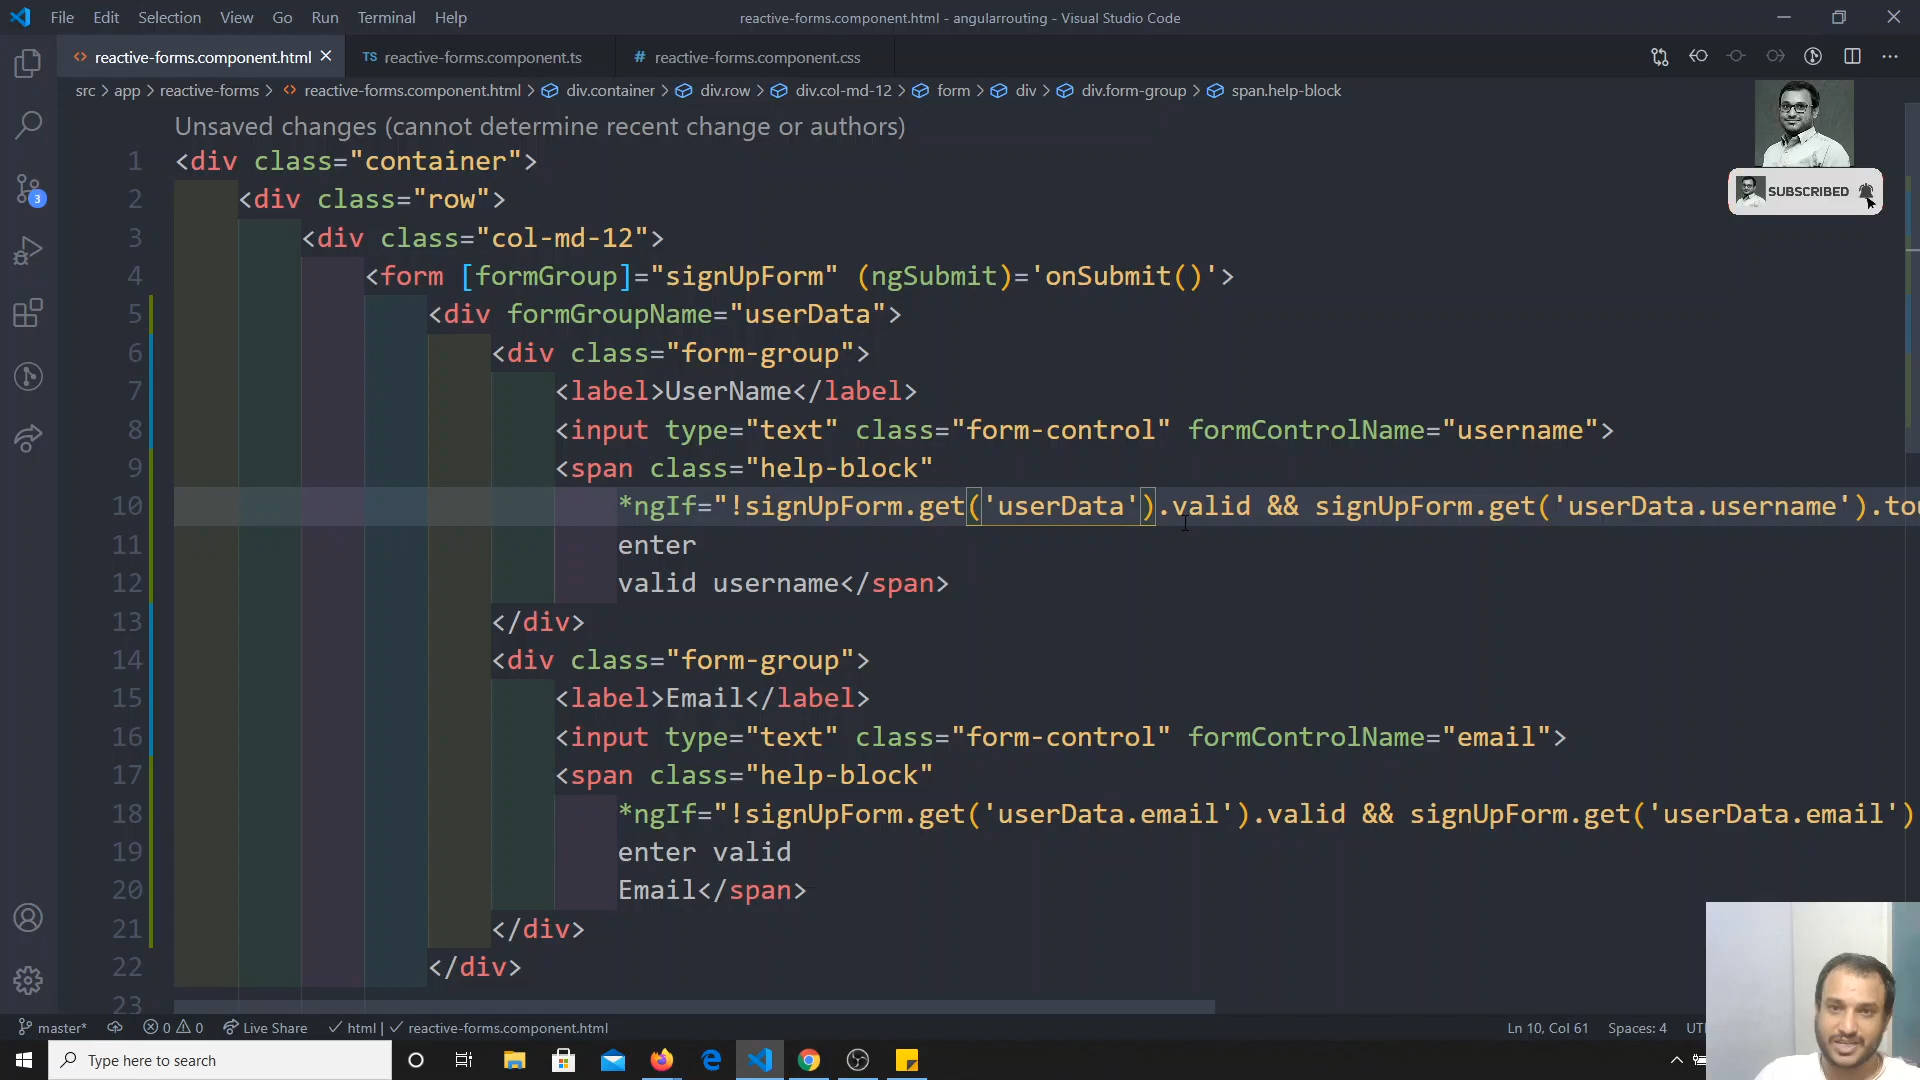 File Edit Selection View Go Run Terminal Help
reactive-forms.component.html - angularrouting - Visual Studio Code
<> reactive-forms.component.html × TS reactive-forms.component.ts # reactive-forms.component.css
src > app > reactive-forms > <> reactive-forms.component.html > div.container > div.row > div.col-md-12 > form > div > div.form-group > span.help-block
SUBSCRIBED
Unsaved changes (cannot determine recent change or authors)
1 <div class="container">
2 <div class="row">
3 <div class="col-md-12">
4 <form [formGroup]="signUpForm" (ngSubmit)='onSubmit()'>
5 <div formGroupName="userData">
6 <div class="form-group">
7 <label>UserName</label>
8 <input type="text" class="form-control" formControlName="username">
9 <span class="help-block"
10 *ngIf="!signUpForm.get('userData').valid && signUpForm.get('userData.username').tou
11 enter
12 valid username</span>
13 </div>
14 <div class="form-group">
15 <label>Email</label>
16 <input type="text" class="form-control" formControlName="email">
17 <span class="help-block"
18 *ngIf="!signUpForm.get('userData.email').valid && signUpForm.get('userData.email')
19 enter valid
20 Email</span>
21 </div>
22 </div>
23
3
master* 0 0 Live Share ✓ html | ✓ reactive-forms.component.html Ln 10, Col 61 Spaces: 4 UT
Type here to search